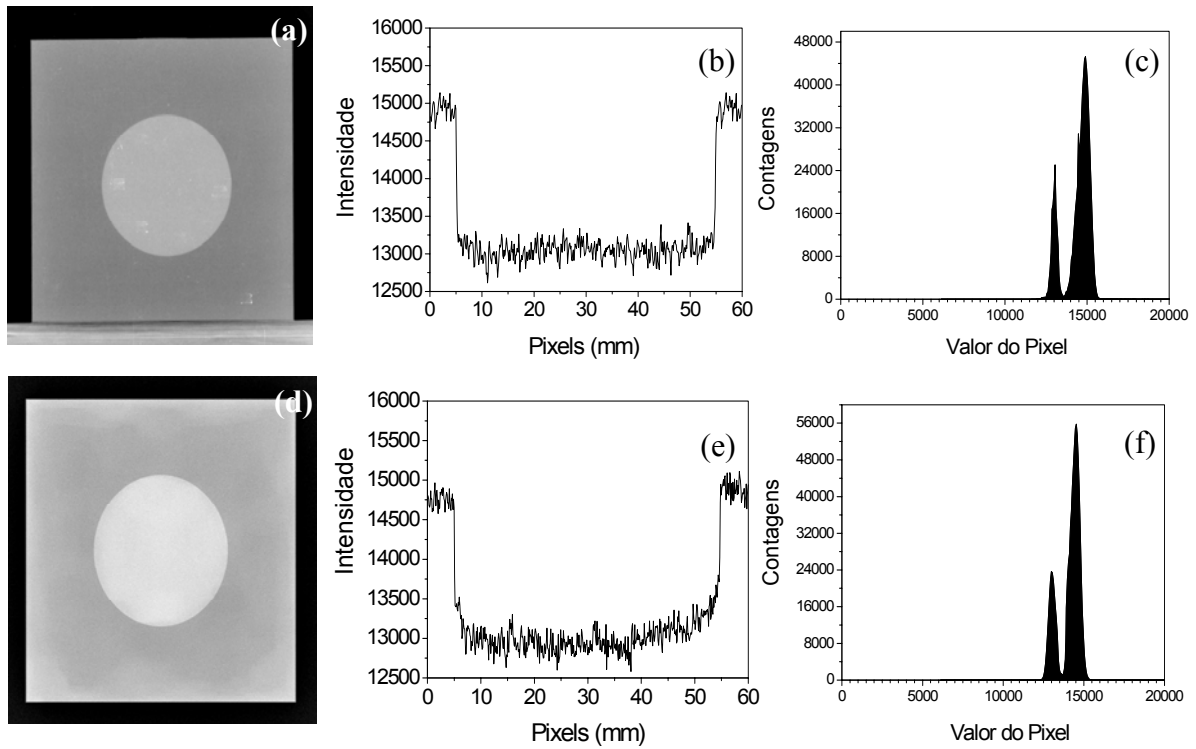 (a)
16000
15500
15000
14500
14000
13500
13000
12500
0 10 20 30 40 50 60
Intensidade
Pixels (mm)
(b)
48000
40000
32000
24000
16000
8000
0
0 5000 10000 15000 20000
Contagens
Valor do Pixel
(c)
(d)
16000
15500
15000
14500
14000
13500
13000
12500
0 10 20 30 40 50 60
Intensidade
Pixels (mm)
(e)
56000
48000
40000
32000
24000
16000
8000
0
0 5000 10000 15000 20000
Contagens
Valor do Pixel
(f)